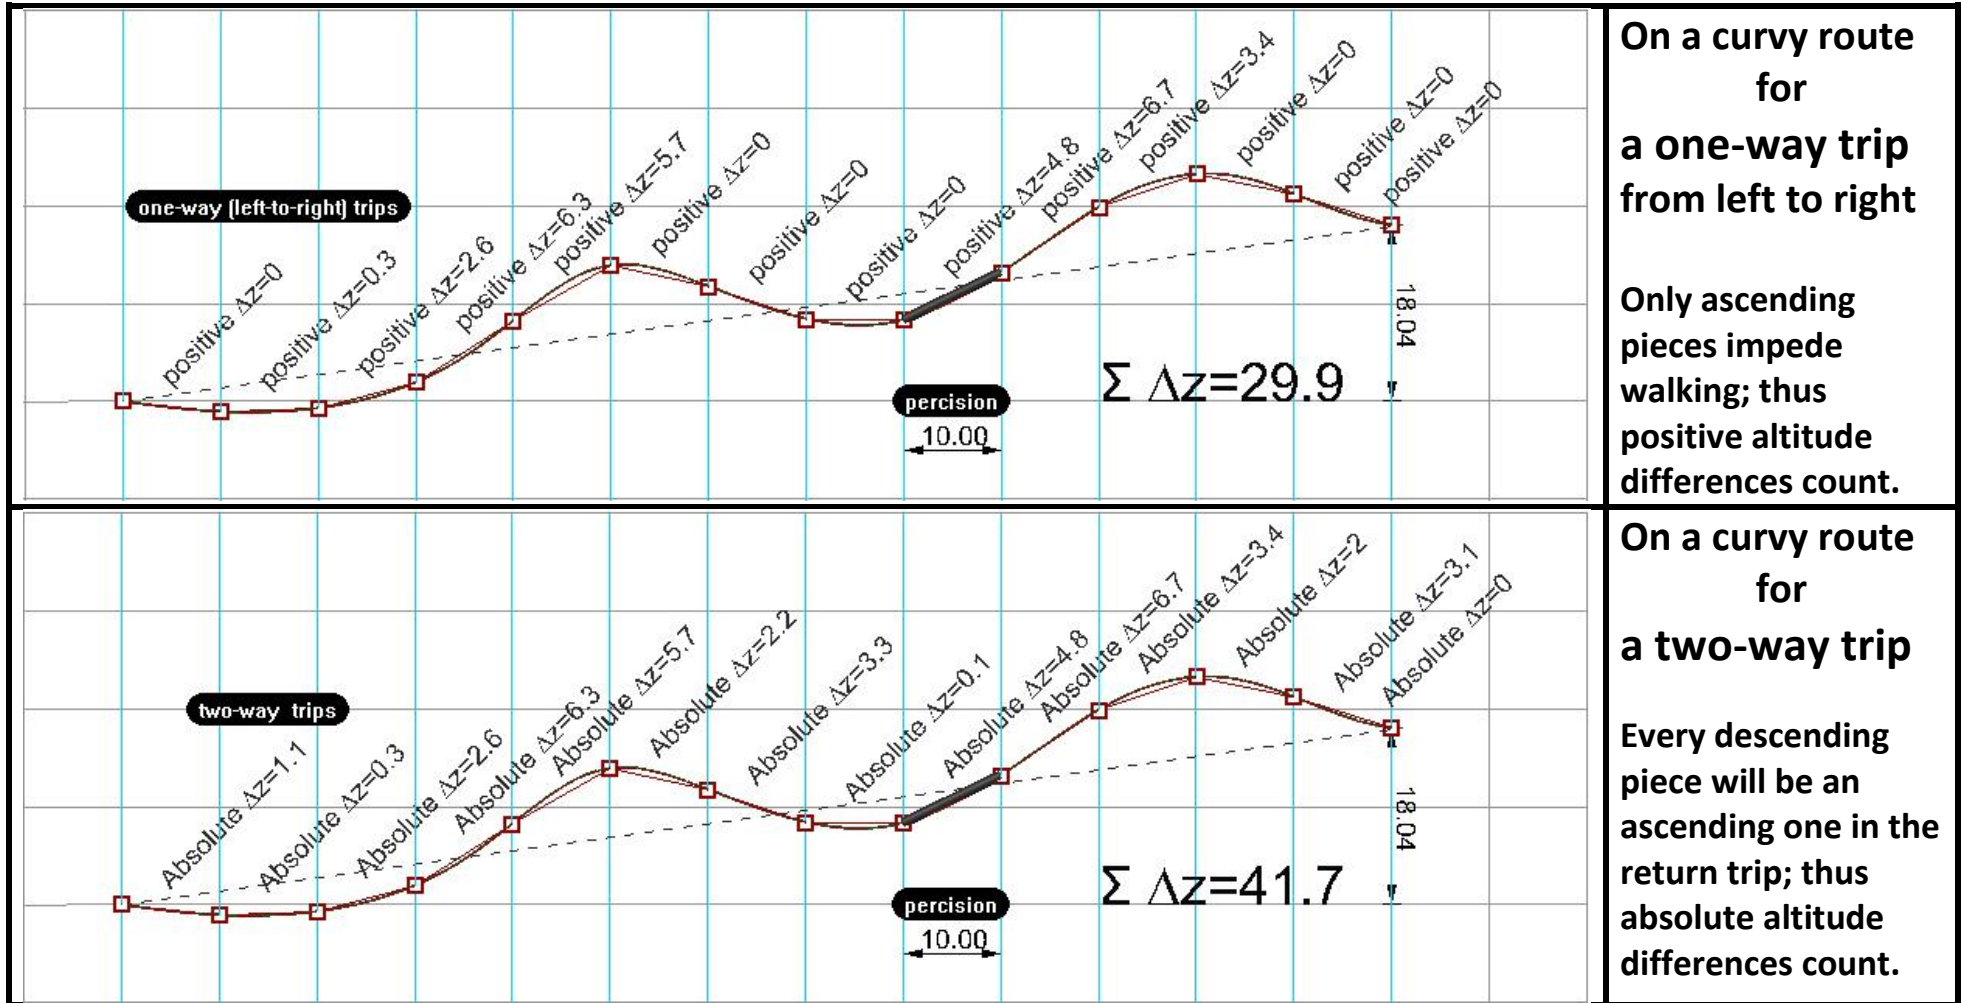 one-way (left-to-right) trips
positive Δz=0
positive Δz=0.3
positive Δz=2.6
positive Δz=6.3
positive Δz=5.7
positive Δz=0
positive Δz=0
positive Δz=0
positive Δz=4.8
positive Δz=6.7
positive Δz=3.4
positive Δz=0
positive Δz=0
positive Δz=0
18.04
Σ Δz=29.9
percision
10.00
On a curvy route
for
a one-way trip
from left to right
Only ascending
pieces impede
walking; thus
positive altitude
differences count.
two-way trips
Absolute Δz=1.1
Absolute Δz=0.3
Absolute Δz=2.6
Absolute Δz=6.3
Absolute Δz=5.7
Absolute Δz=2.2
Absolute Δz=3.3
Absolute Δz=0.1
Absolute Δz=4.8
Absolute Δz=6.7
Absolute Δz=3.4
Absolute Δz=2
Absolute Δz=3.1
Absolute Δz=0
18.04
Σ Δz=41.7
percision
10.00
On a curvy route
for
a two-way trip
Every descending
piece will be an
ascending one in the
return trip; thus
absolute altitude
differences count.